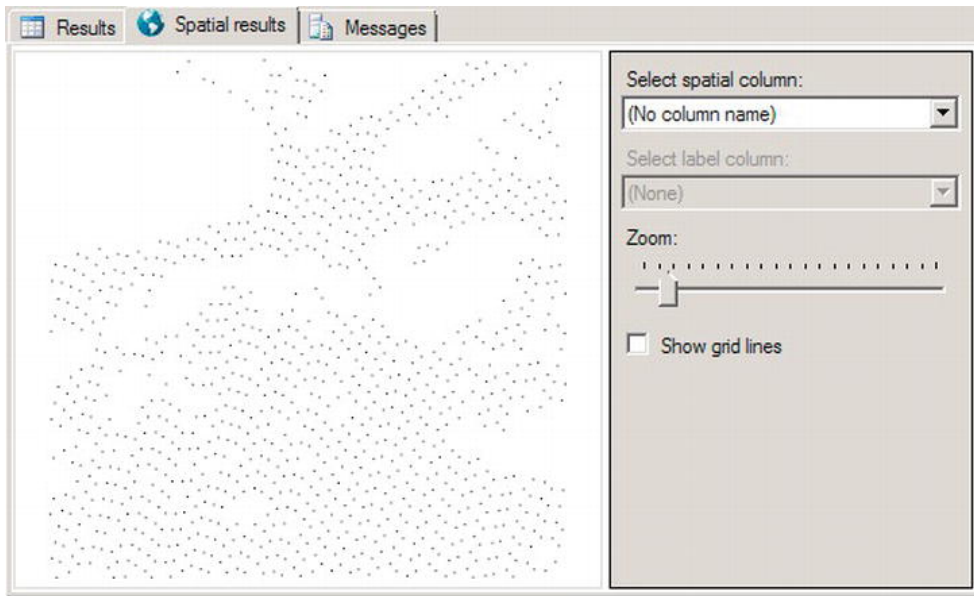 Results Spatial results Messages
Select spatial column:
(No column name)
Select label column:
(None)
Zoom:
Show grid lines